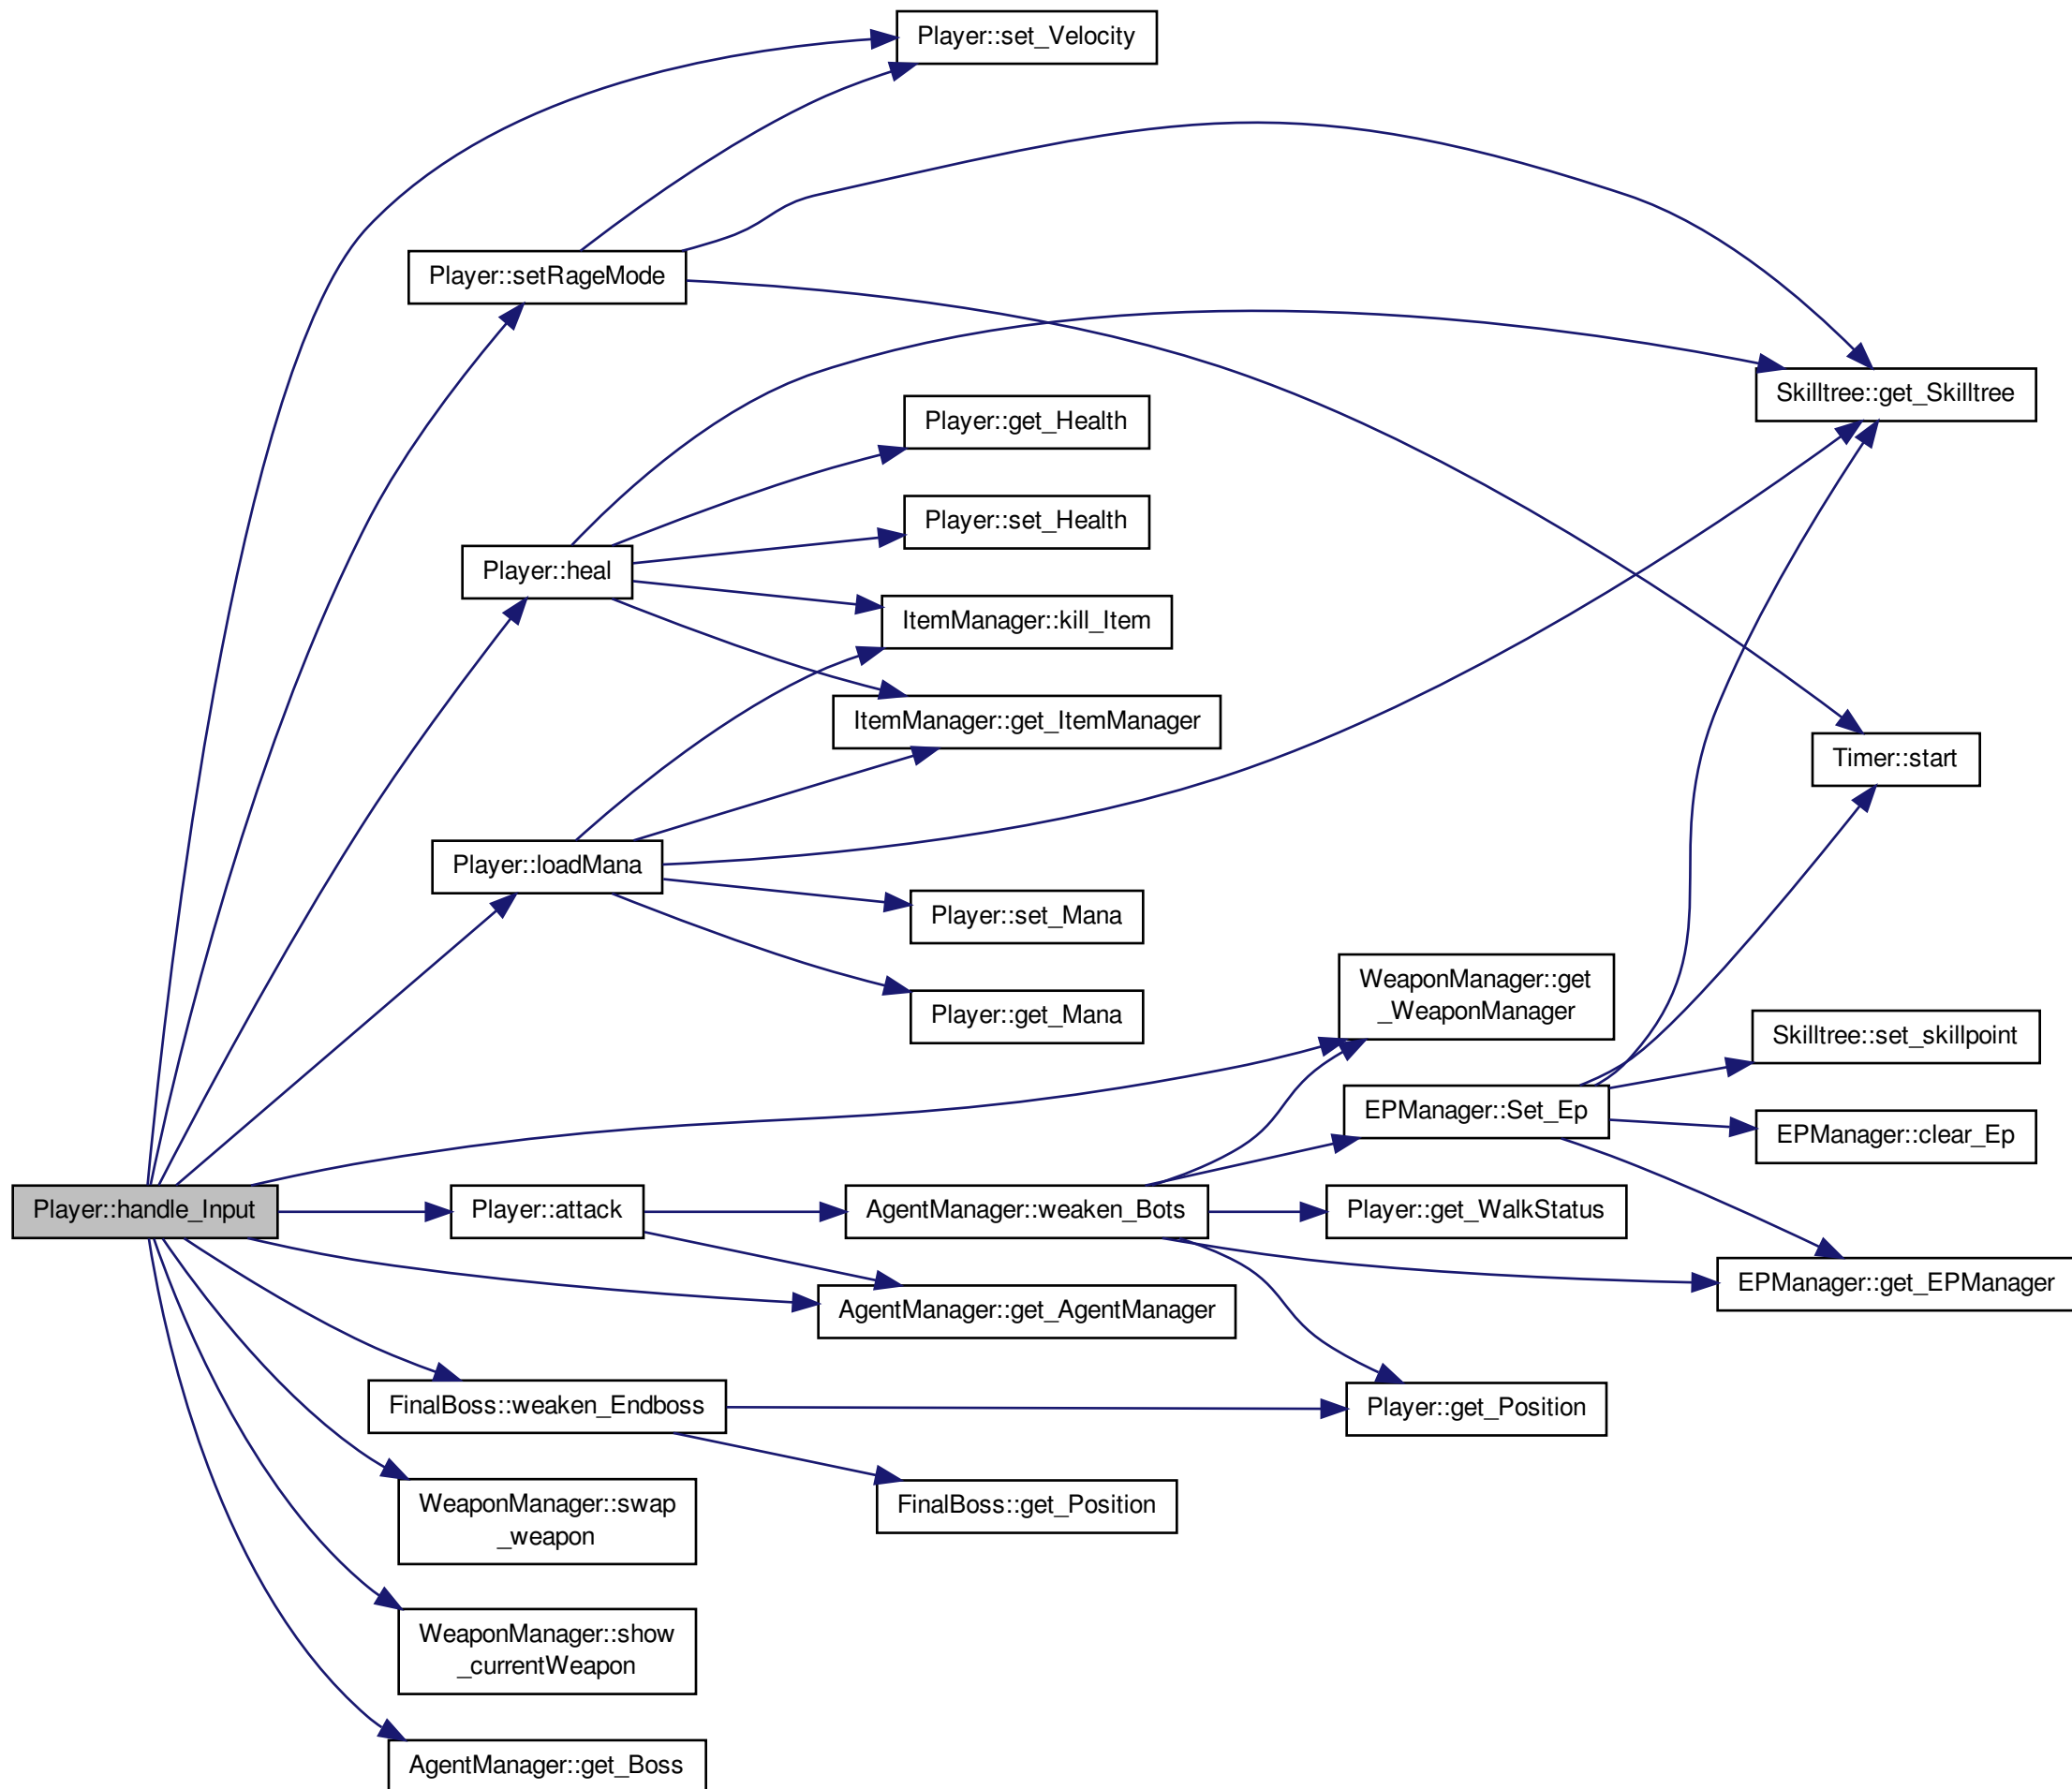 Player::set_Velocity
Player::setRageMode
Skilltree::get_Skilltree
Player::get_Health
Player::set_Health
Player::heal
ItemManager::kill_Item
ItemManager::get_ItemManager
Timer::start
Player::loadMana
Player::set_Mana
WeaponManager::get
_WeaponManager
Player::get_Mana
Skilltree::set_skillpoint
EPManager::Set_Ep
EPManager::clear_Ep
Player::handle_Input
Player::attack
AgentManager::weaken_Bots
Player::get_WalkStatus
EPManager::get_EPManager
AgentManager::get_AgentManager
FinalBoss::weaken_Endboss
Player::get_Position
FinalBoss::get_Position
WeaponManager::swap
_weapon
WeaponManager::show
_currentWeapon
AgentManager::get_Boss